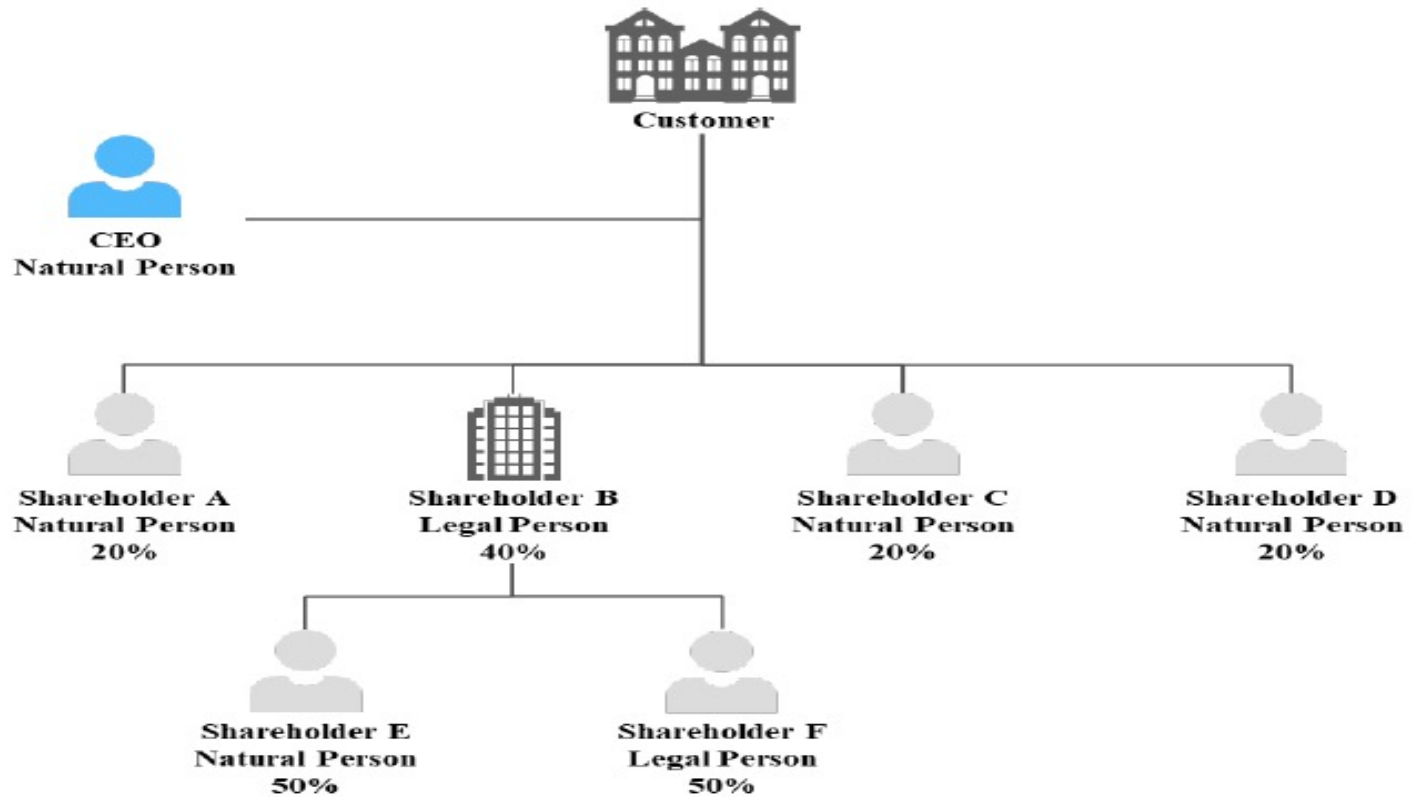 Customer
CEO
Natural Person
Shareholder A
Natural Person
20%
Shareholder B
Legal Person
40%
Shareholder C
Natural Person
20%
Shareholder D
Natural Person
20%
Shareholder E
Natural Person
50%
Shareholder F
Legal Person
50%